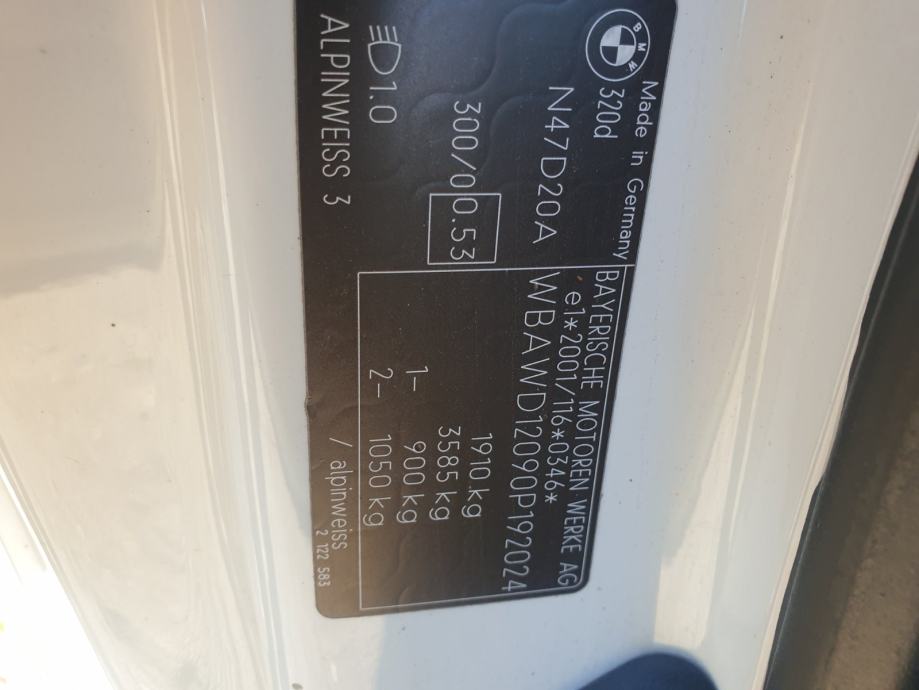 BMW
Made in Germany
320d
N47D20A
300/0 0.53
1.0
ALPINWEISS 3
BAYERISCHE MOTOREN WERKE AG
e1*2001/116*0346*
WBAWD12090P192024
1910 kg
3585 kg
1– 900 kg
2– 1050 kg
/ alpinweiss
2 122 583